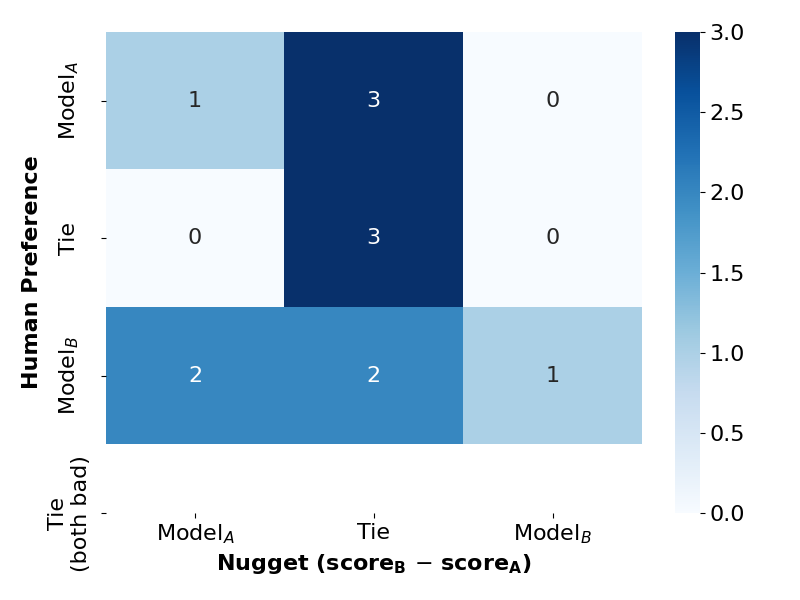 Human Preference
Model_A
Tie
Model_B
Tie
(both bad)
1 3 0
0 3 0
2 2 1
Model_A Tie Model_B
Nugget (score_B − score_A)
3.0
2.5
2.0
1.5
1.0
0.5
0.0